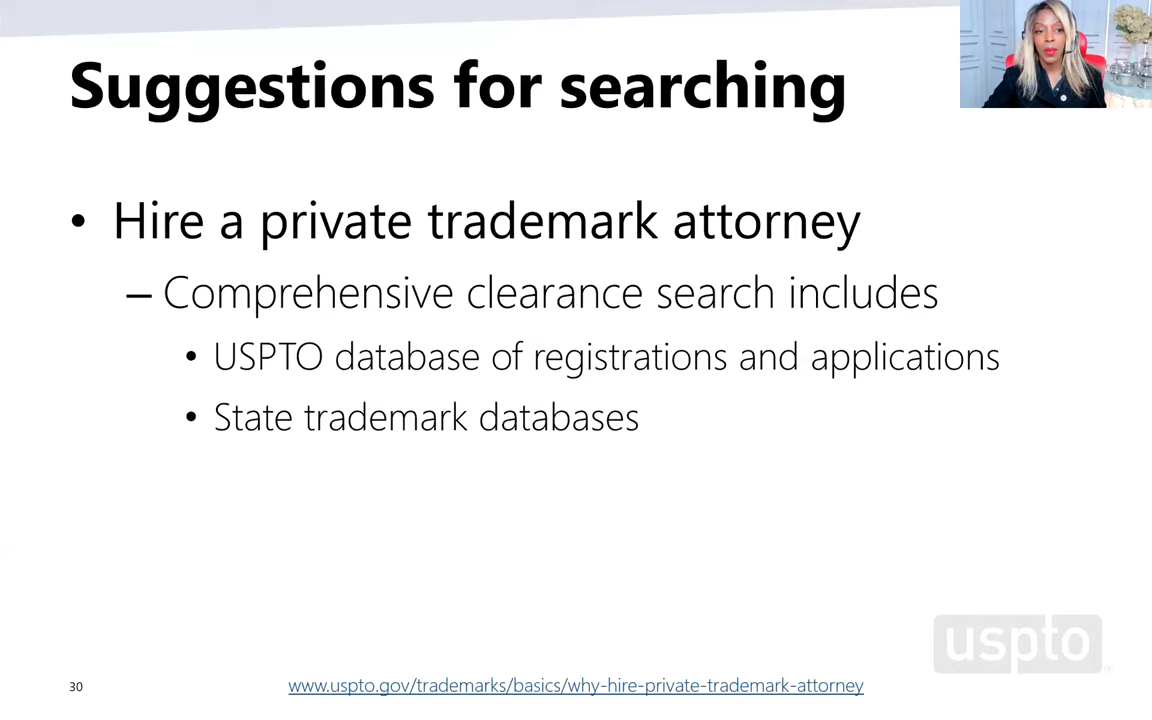 Suggestions for searching
• Hire a private trademark attorney
– Comprehensive clearance search includes
• USPTO database of registrations and applications
• State trademark databases
uspto
30
www.uspto.gov/trademarks/basics/why-hire-private-trademark-attorney